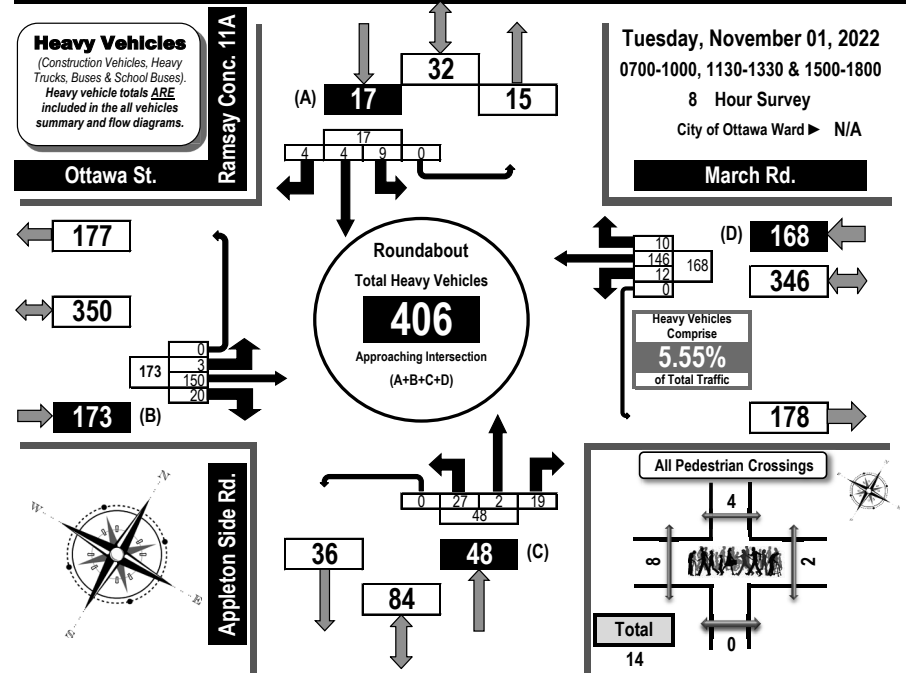 Heavy Vehicles
(Construction Vehicles, Heavy
Trucks, Buses & School Buses).
Heavy vehicle totals ARE
included in the all vehicles
summary and flow diagrams.
Ramsay Conc. 11A
Ottawa St.
32
(A) 17
15
17
4 4 9 0
Tuesday, November 01, 2022
0700-1000, 1130-1330 & 1500-1800
8 Hour Survey
City of Ottawa Ward ► N/A
March Rd.
177
350
173
0
3
150
20
173 (B)
Roundabout
Total Heavy Vehicles
406
Approaching Intersection
(A+B+C+D)
10
146
12
0
168
(D) 168
346
Heavy Vehicles
Comprise
5.55%
of Total Traffic
178
N
W
E
S
Appleton Side Rd.
0 27 2 19
48
36
48 (C)
84
All Pedestrian Crossings
4
8
2
0
Total
14